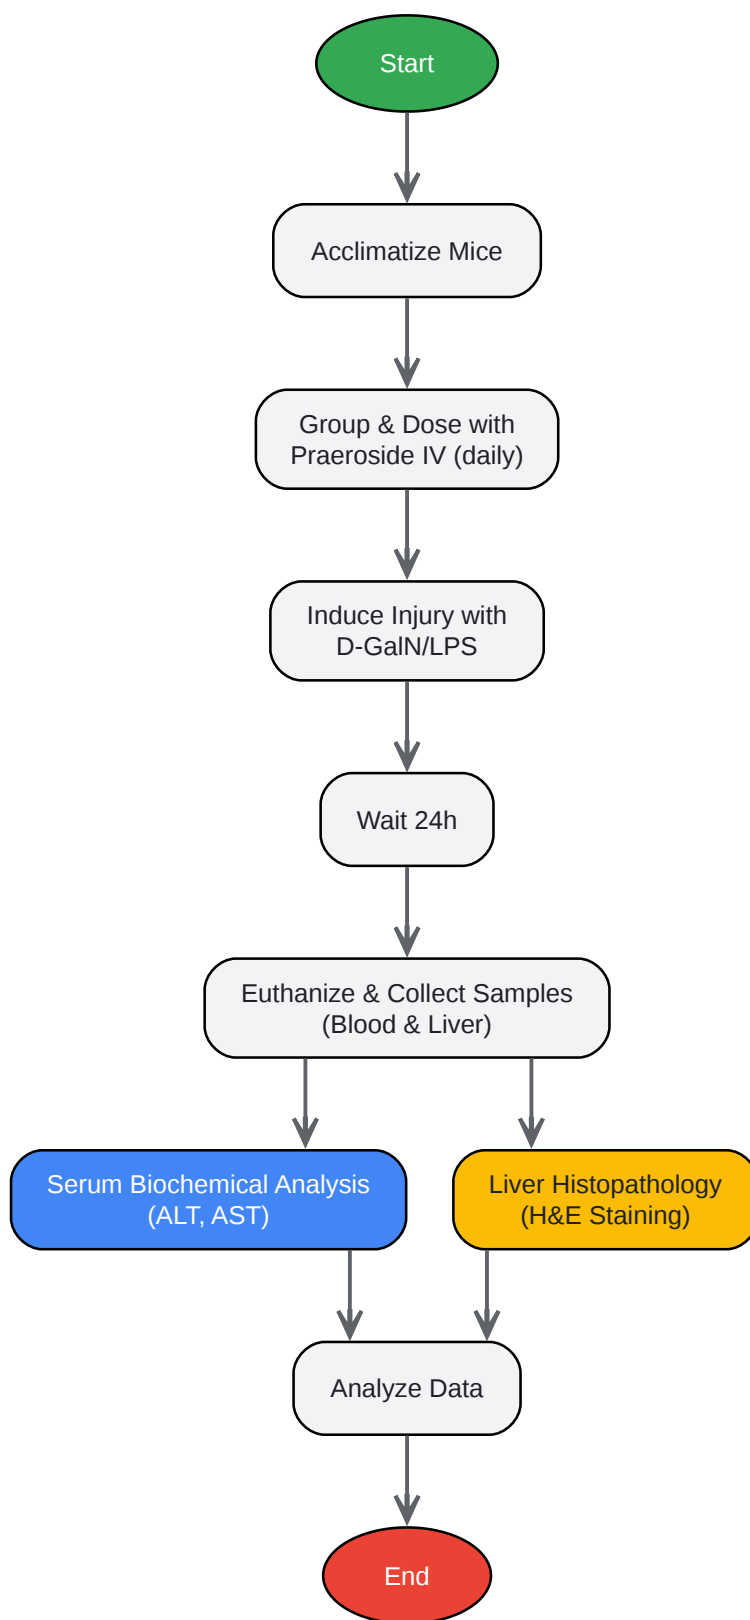 Start
Acclimatize Mice
Group & Dose with
Praeroside IV (daily)
Induce Injury with
D-GalN/LPS
Wait 24h
Euthanize & Collect Samples
(Blood & Liver)
Serum Biochemical Analysis
(ALT, AST)
Liver Histopathology
(H&E Staining)
Analyze Data
End